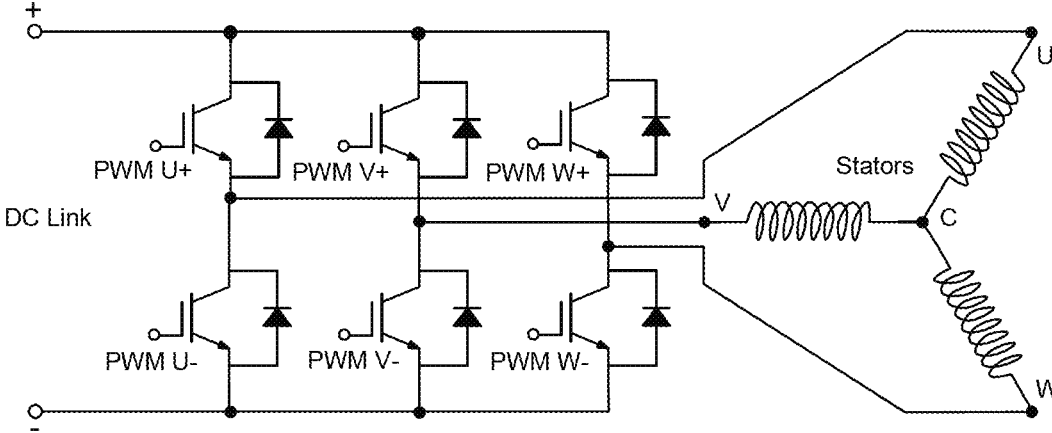 +
U
PWM U+
PWM V+
PWM W+
Stators
DC Link
V
C
PWM U-
PWM V-
PWM W-
W
-